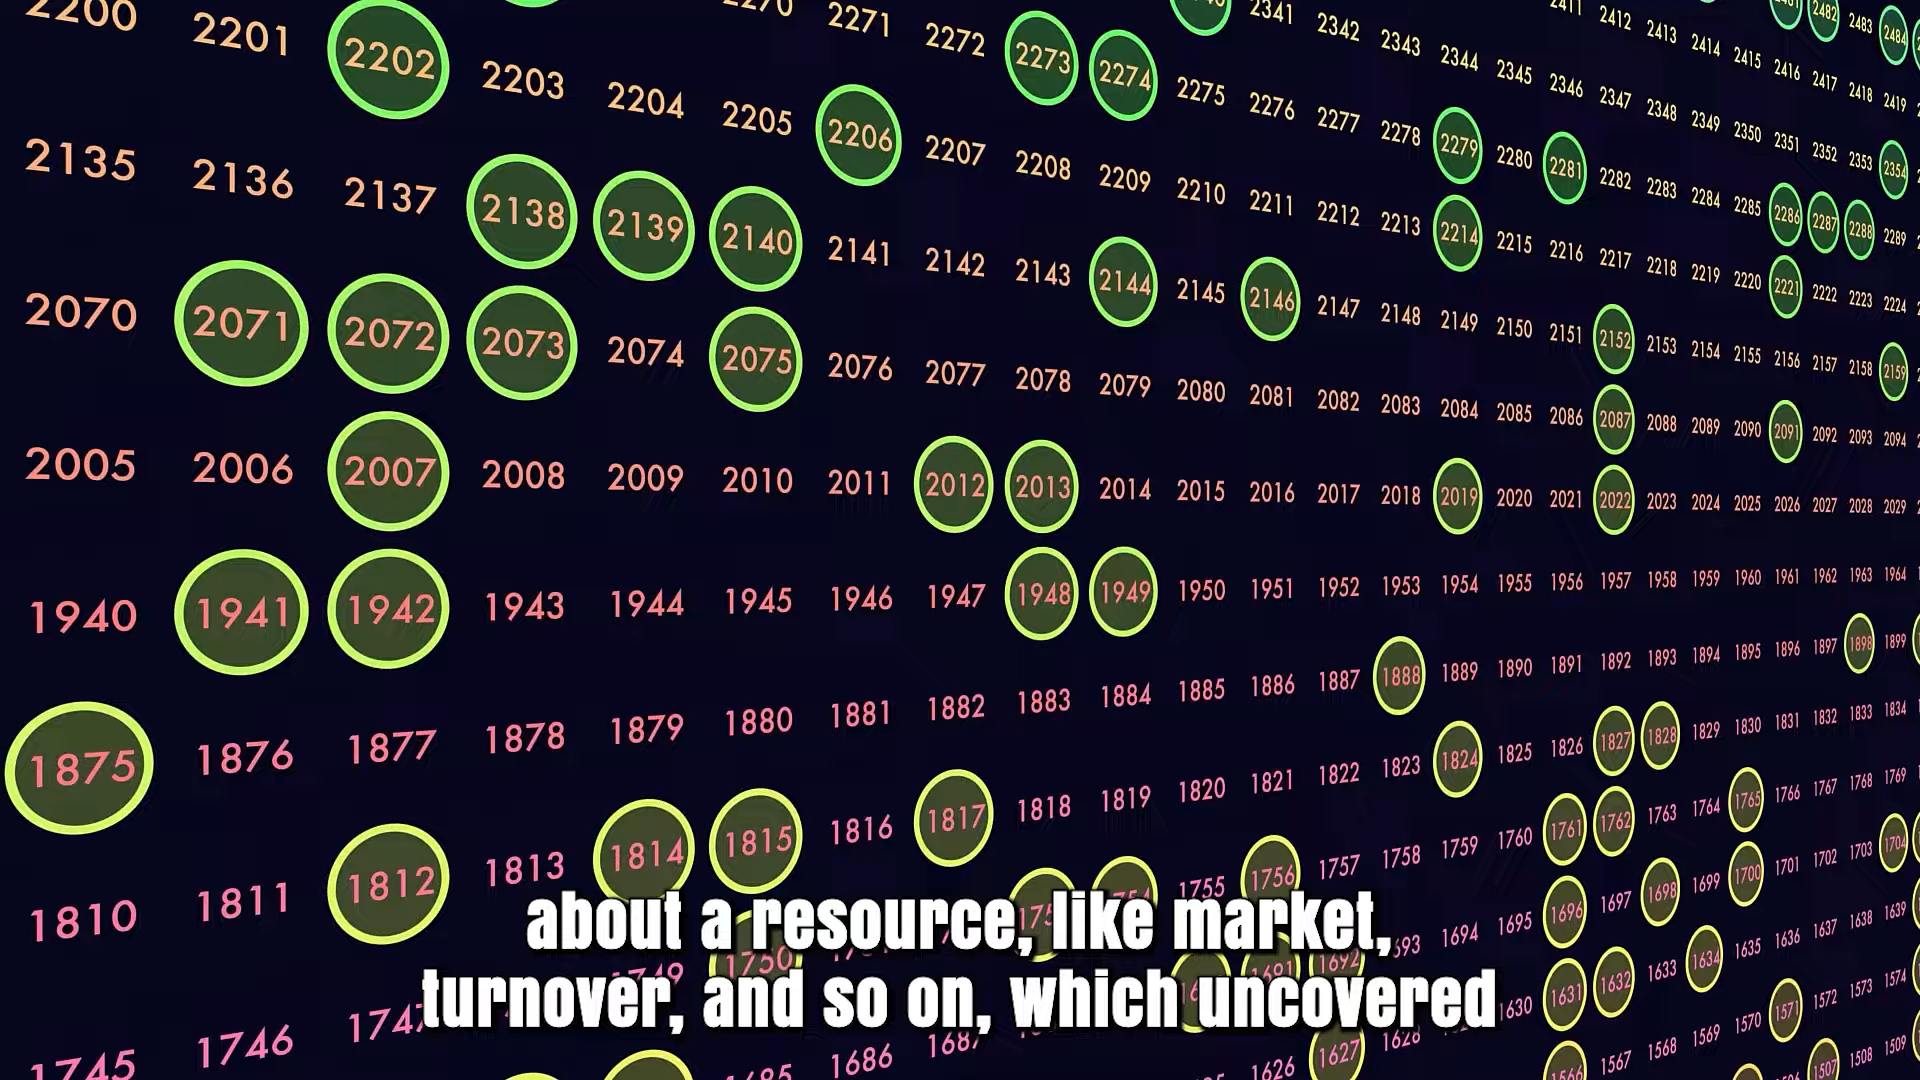 2200 2201 2202 2203 2204 2205 2206 2207 2208 2209 2210 2211 2212 2213 2214 2215 2216 2217 2218 2219 2220 2221 2222 2223 2224
2271 2272 2273 2274 2275 2276 2277 2278 2279 2280 2281 2282 2283 2284 2285 2286 2287 2288 2289
2341 2342 2343 2344 2345 2346 2347 2348 2349 2350 2351 2352 2353 2354
2411 2412 2413 2414 2415 2416 2417 2418 2419
2482 2483 2484
2135 2136 2137 2138 2139 2140 2141 2142 2143 2144 2145 2146 2147 2148 2149 2150 2151 2152 2153 2154 2155 2156 2157 2158 2159
2070 2071 2072 2073 2074 2075 2076 2077 2078 2079 2080 2081 2082 2083 2084 2085 2086 2087 2088 2089 2090 2091 2092 2093 2094
2005 2006 2007 2008 2009 2010 2011 2012 2013 2014 2015 2016 2017 2018 2019 2020 2021 2022 2023 2024 2025 2026 2027 2028 2029
1940 1941 1942 1943 1944 1945 1946 1947 1948 1949 1950 1951 1952 1953 1954 1955 1956 1957 1958 1959 1960 1961 1962 1963 1964
1875 1876 1877 1878 1879 1880 1881 1882 1883 1884 1885 1886 1887 1888 1889 1890 1891 1892 1893 1894 1895 1896 1897 1898 1899
1810 1811 1812 1813 1814 1815 1816 1817 1818 1819 1820 1821 1822 1823 1824 1825 1826 1827 1828 1829 1830 1831 1832 1833 1834
1745 1746 1747 1749 1750 1755 1756 1757 1758 1759 1760 1761 1762 1763 1764 1765 1766 1767 1768 1769
1686 1687 1691 1692 1694 1695 1696 1697 1698 1699 1700 1701 1702 1703 1704
1626 1627 1628 1630 1631 1632 1633 1634 1635 1636 1637 1638 1639
1566 1567 1568 1569 1570 1571 1572 1573 1574
1507 1508 1509
about a resource, like market,
turnover, and so on, which uncovered